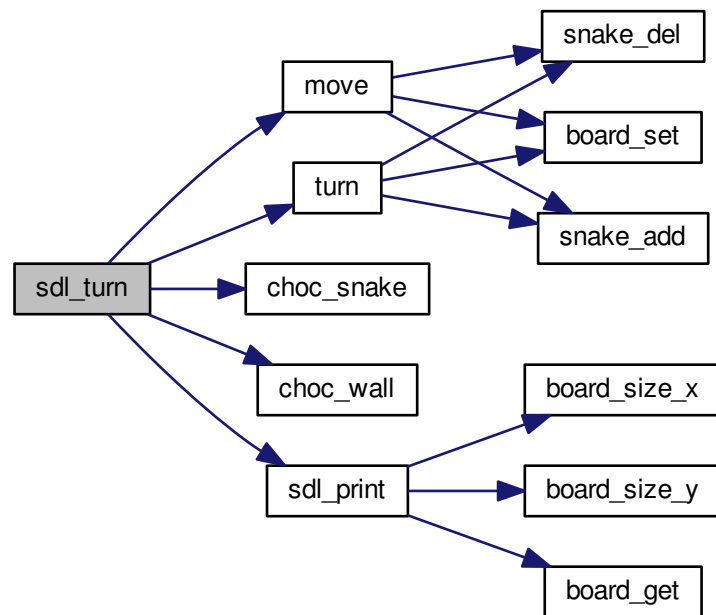 snake_del
move
board_set
turn
snake_add
sdl_turn
choc_snake
choc_wall
board_size_x
sdl_print
board_size_y
board_get